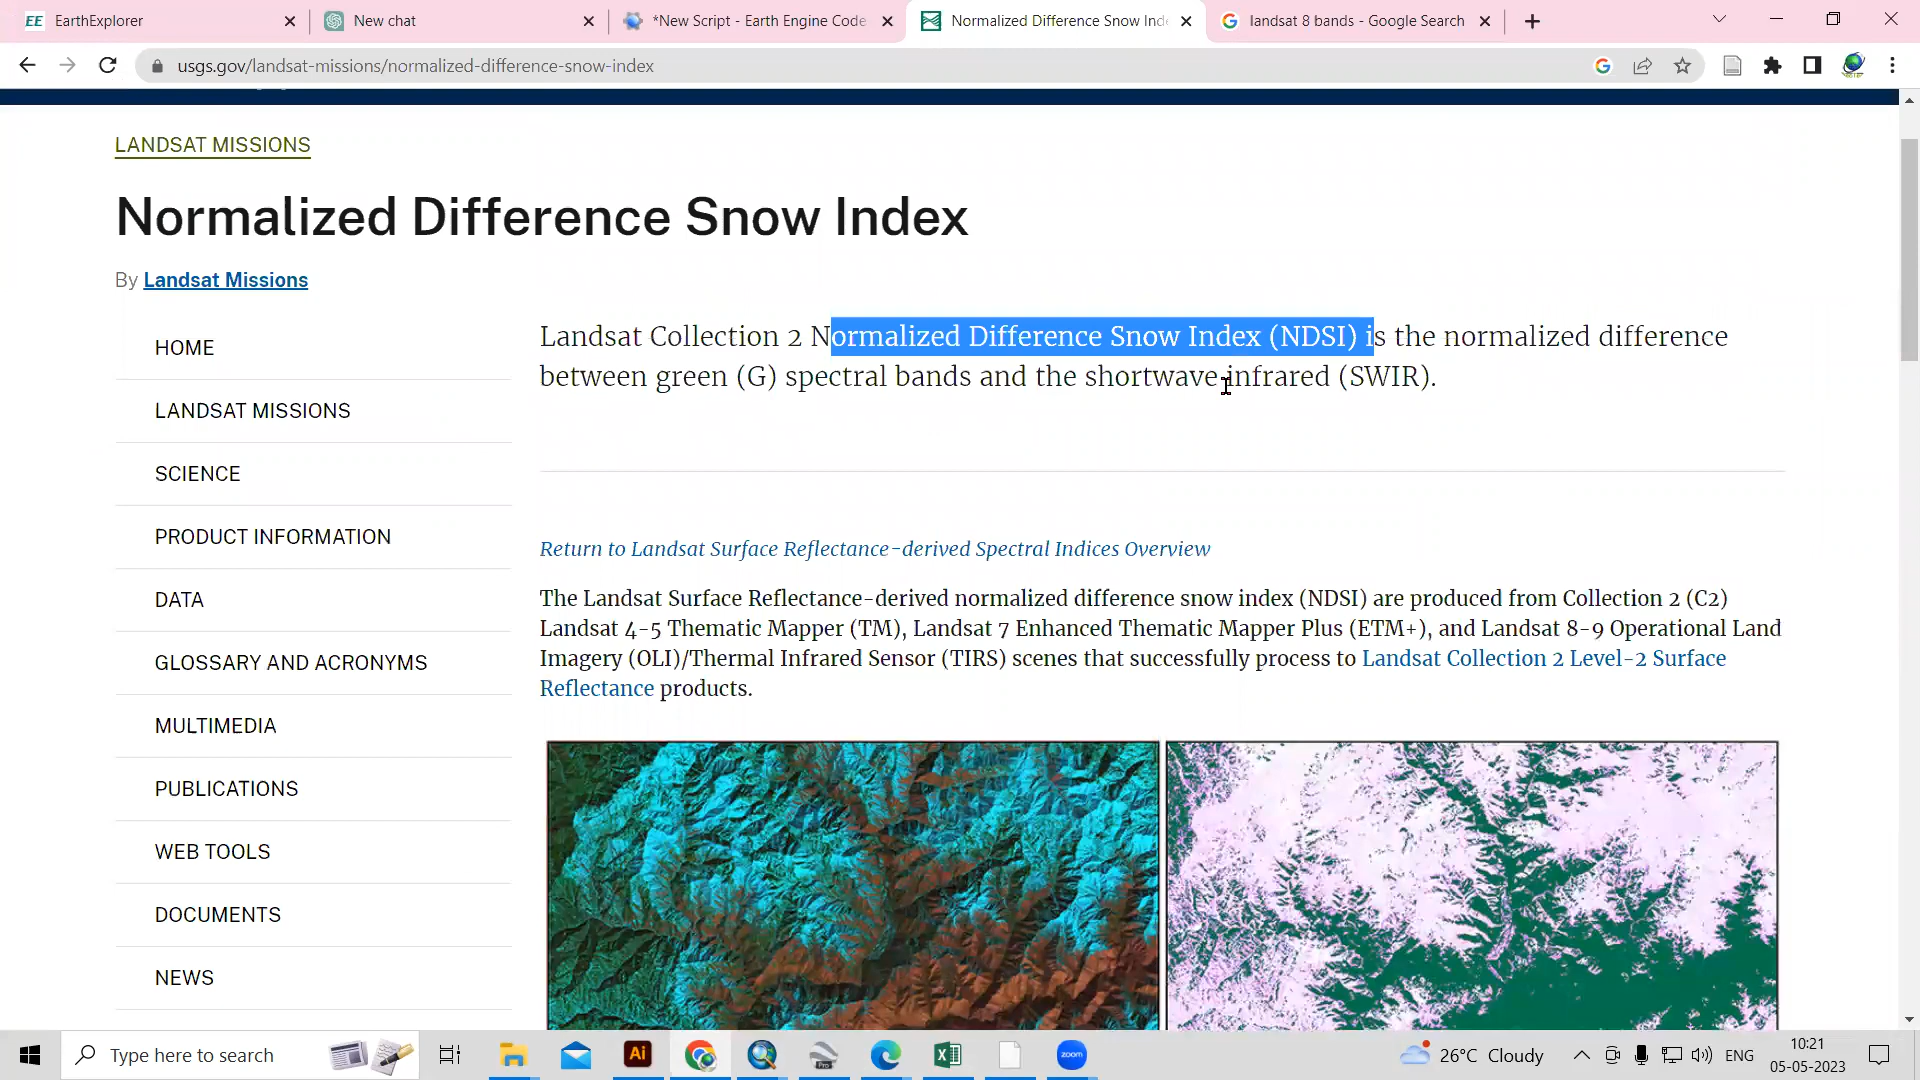 EE EarthExplorer
New chat
*New Script - Earth Engine Code
Normalized Difference Snow Inde
landsat 8 bands - Google Search
usgs.gov/landsat-missions/normalized-difference-snow-index
LANDSAT MISSIONS
Normalized Difference Snow Index
By Landsat Missions
HOME
LANDSAT MISSIONS
SCIENCE
PRODUCT INFORMATION
DATA
GLOSSARY AND ACRONYMS
MULTIMEDIA
PUBLICATIONS
WEB TOOLS
DOCUMENTS
NEWS
Landsat Collection 2 Normalized Difference Snow Index (NDSI) is the normalized difference
between green (G) spectral bands and the shortwave infrared (SWIR).
Return to Landsat Surface Reflectance-derived Spectral Indices Overview
The Landsat Surface Reflectance-derived normalized difference snow index (NDSI) are produced from Collection 2 (C2)
Landsat 4-5 Thematic Mapper (TM), Landsat 7 Enhanced Thematic Mapper Plus (ETM+), and Landsat 8-9 Operational Land
Imagery (OLI)/Thermal Infrared Sensor (TIRS) scenes that successfully process to Landsat Collection 2 Level-2 Surface
Reflectance products.
Type here to search
Ai
Pro
zoom
26°C Cloudy
ENG
10:21
05-05-2023